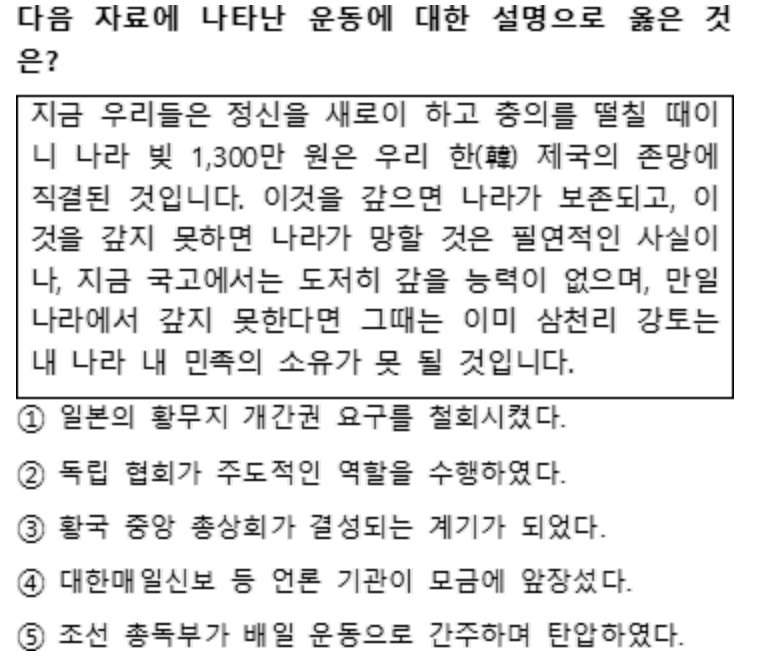 다음 자료에 나타난 운동에 대한 설명으로 옳은 것
은?
지금 우리들은 정신을 새로이 하고 충의를 떨칠 때이
니 나라 빚 1,300만 원은 우리 한(韓) 제국의 존망에
직결된 것입니다. 이것을 갚으면 나라가 보존되고, 이
것을 갚지 못하면 나라가 망할 것은 필연적인 사실이
나, 지금 국고에서는 도저히 갚을 능력이 없으며, 만일
나라에서 갚지 못한다면 그때는 이미 삼천리 강토는
내 나라 내 민족의 소유가 못 될 것입니다.
① 일본의 황무지 개간권 요구를 철회시켰다.
② 독립 협회가 주도적인 역할을 수행하였다.
③ 황국 중앙 총상회가 결성되는 계기가 되었다.
④ 대한매일신보 등 언론 기관이 모금에 앞장섰다.
⑤ 조선 총독부가 배일 운동으로 간주하며 탄압하였다.